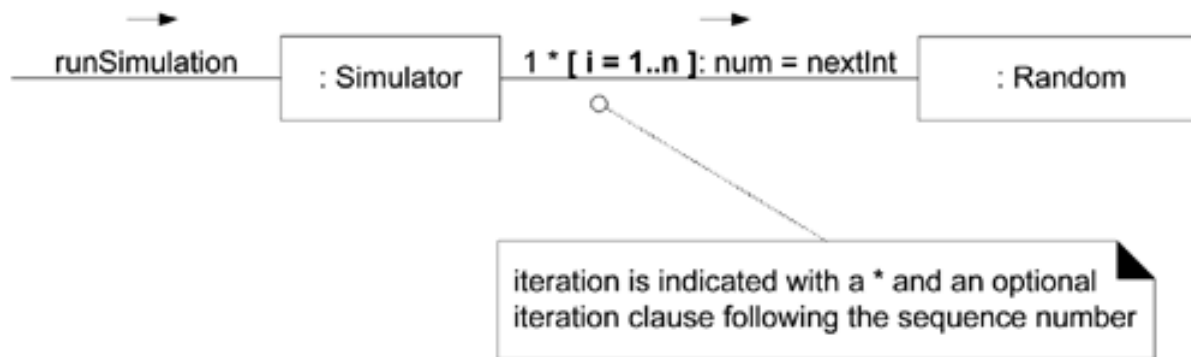 runSimulation
: Simulator
1 * [ i = 1..n ]: num = nextInt
: Random
iteration is indicated with a * and an optional
iteration clause following the sequence number